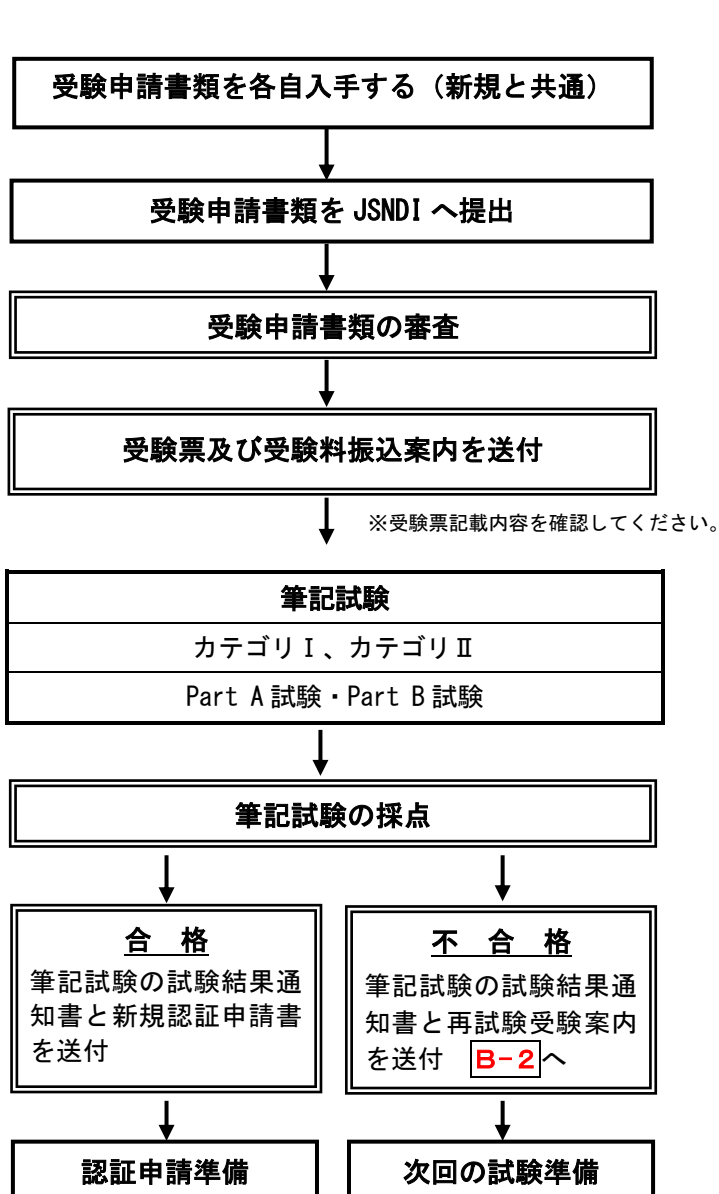 受験申請書類を各自入手する（新規と共通）
受験申請書類を JSNDI へ提出
受験申請書類の審査
受験票及び受験料振込案内を送付
※受験票記載内容を確認してください。
筆記試験
カテゴリⅠ、カテゴリⅡ
Part A 試験・Part B 試験
筆記試験の採点
合　格
筆記試験の試験結果通
知書と新規認証申請書
を送付
不　合　格
筆記試験の試験結果通
知書と再試験受験案内
を送付　B-2へ
認証申請準備
次回の試験準備